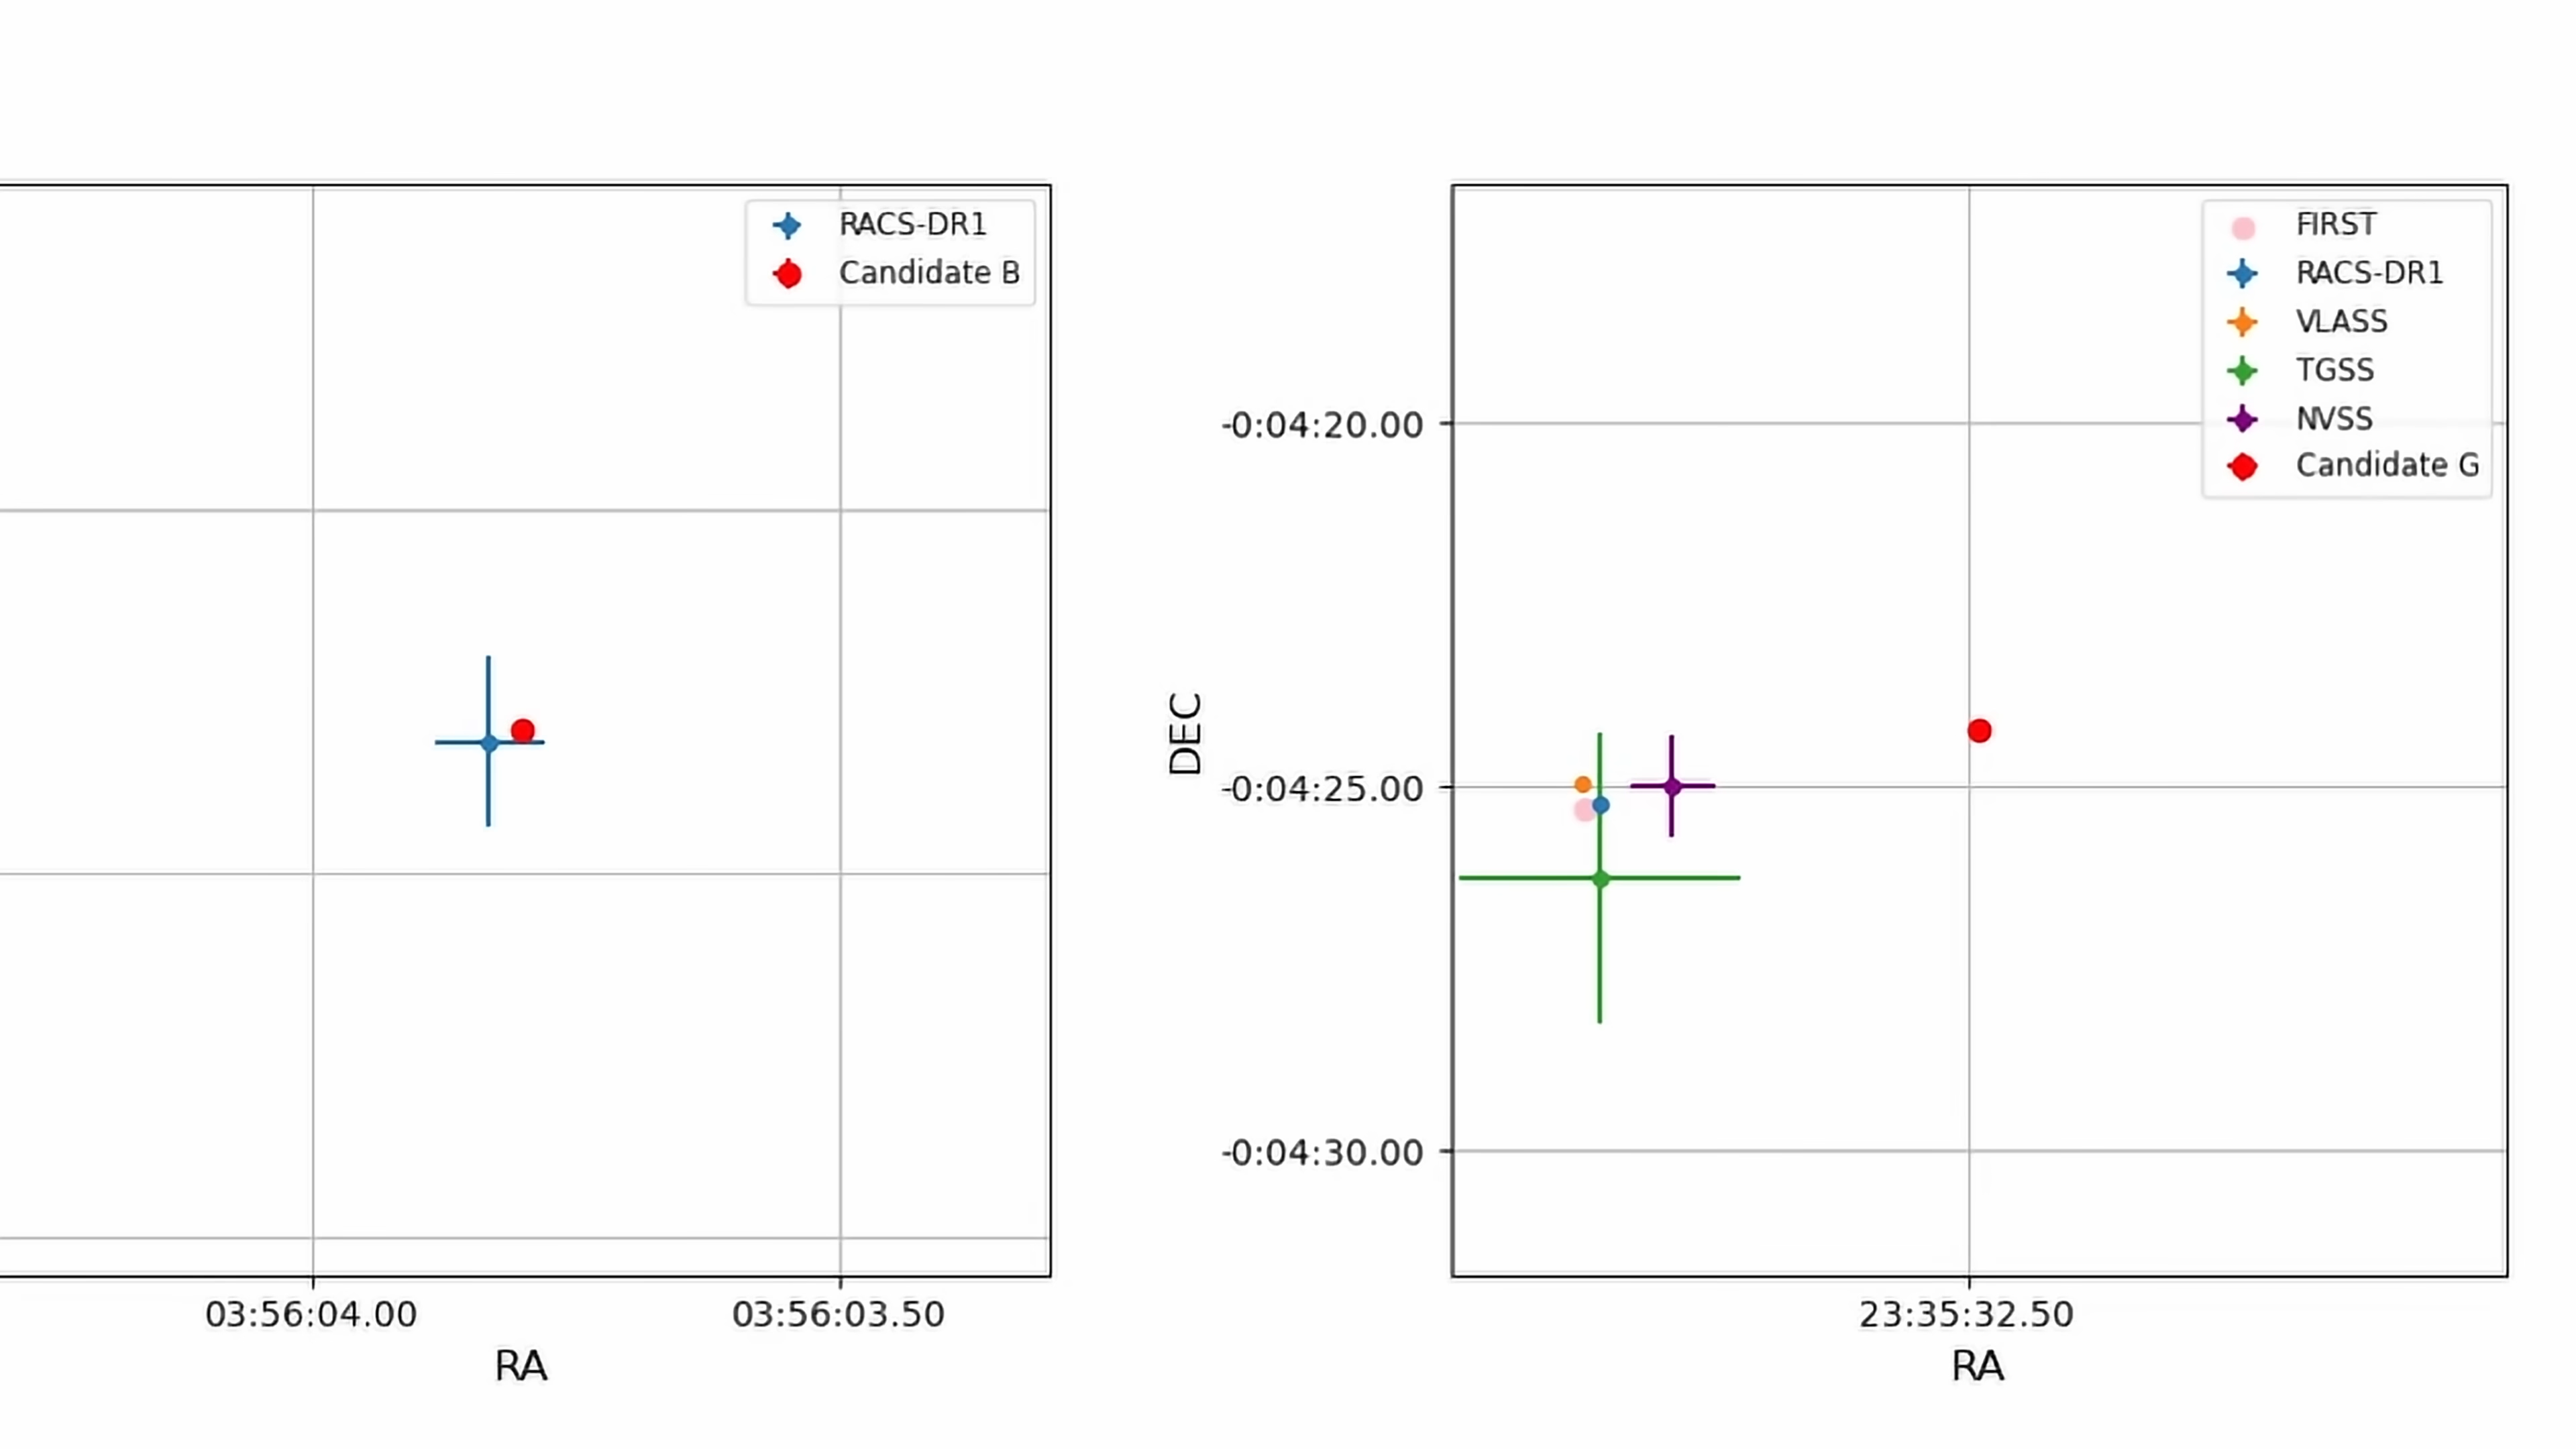 RACS-DR1
Candidate B
03:56:04.00
03:56:03.50
RA
FIRST
RACS-DR1
VLASS
TGSS
NVSS
Candidate G
-0:04:20.00
-0:04:25.00
-0:04:30.00
DEC
23:35:32.50
RA